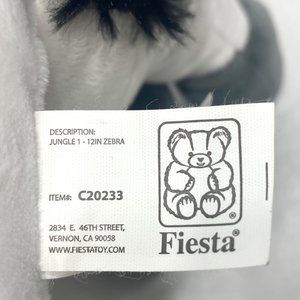 DESCRIPTION:
JUNGLE 1 - 12IN ZEBRA
ITEM#: C20233
2834 E. 46TH STREET,
VERNON, CA 90058
WWW.FIESTATOY.COM
®
Fiesta®